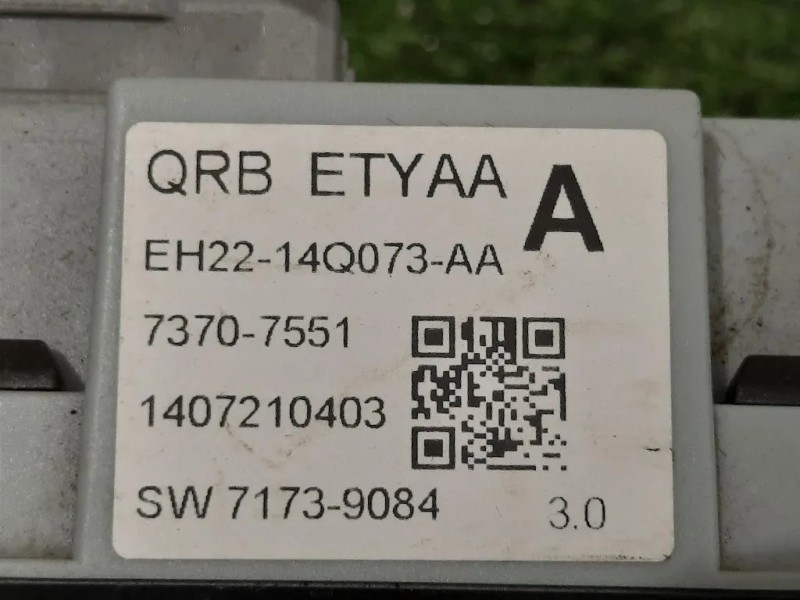 QRB ETYAA A
EH22-14Q073-AA
7370-7551
1407210403
SW 7173-9084 3.0